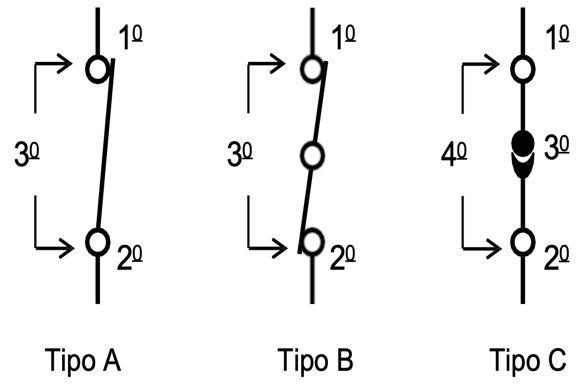 1º 1º 1º
3º 3º 4º 3º
2º 2º 2º
Tipo A Tipo B Tipo C